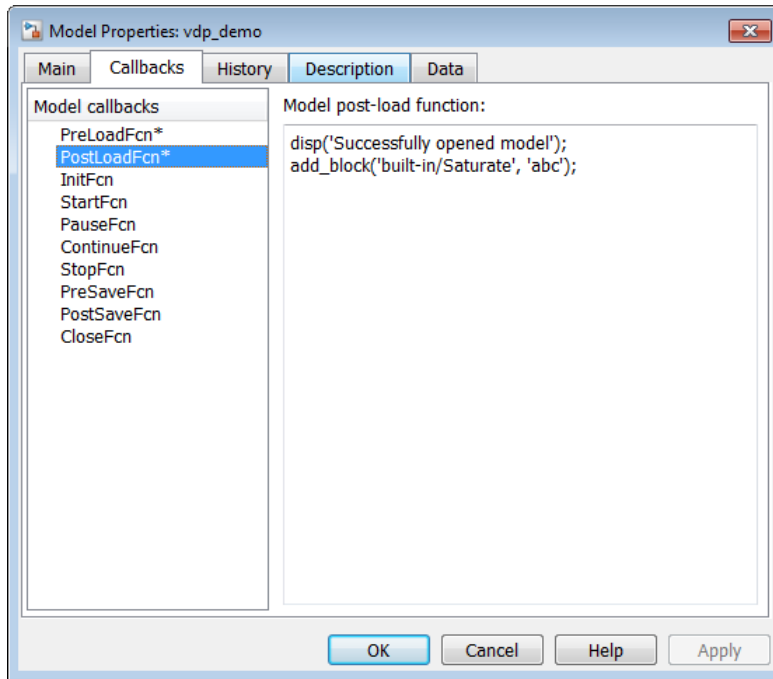 Model Properties: vdp_demo
Main Callbacks History Description Data
Model callbacks
PreLoadFcn*
PostLoadFcn*
InitFcn
StartFcn
PauseFcn
ContinueFcn
StopFcn
PreSaveFcn
PostSaveFcn
CloseFcn
Model post-load function:
disp('Successfully opened model');
add_block('built-in/Saturate', 'abc');
OK Cancel Help Apply